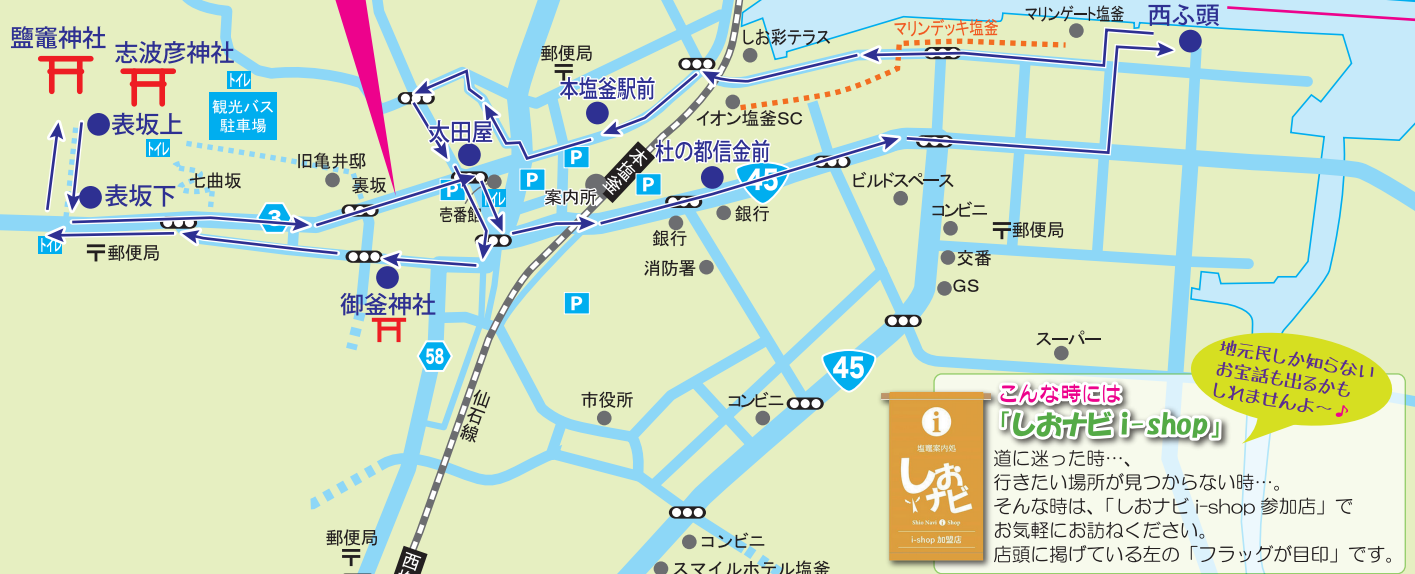 鹽竈神社
志波彦神社
トイレ
観光バス
駐車場
表坂上
トイレ
七曲坂
旧亀井邸
裏坂
表坂下
3
トイレ
〒郵便局
御釜神社
58
太田屋
P
壱番館
トイレ
郵便局
〒
本塩釜駅前
P
P
P
案内所
本塩釜
しお彩テラス
イオン塩釜SC
マリンデッキ塩釜
マリンゲート塩釜
西ふ頭
杜の都信金前
45
銀行
銀行
消防署
P
ビルドスペース
コンビニ
〒郵便局
交番
GS
スーパー
45
コンビニ
市役所
仙石線
郵便局
〒
西
コンビニ
スマイルホテル塩釜
地元民しか知らない
お宝話も出るかも
しれませんよ〜♪
こんな時には
「しおナビ i-shop」
道に迷った時…、
行きたい場所が見つからない時…。
そんな時は、「しおナビ i-shop 参加店」で
お気軽にお訪ねください。
店頭に掲げている左の「フラッグが目印」です。
i
塩竈案内処
しお
ナビ
Shio Navi i Shop
i-shop 加盟店